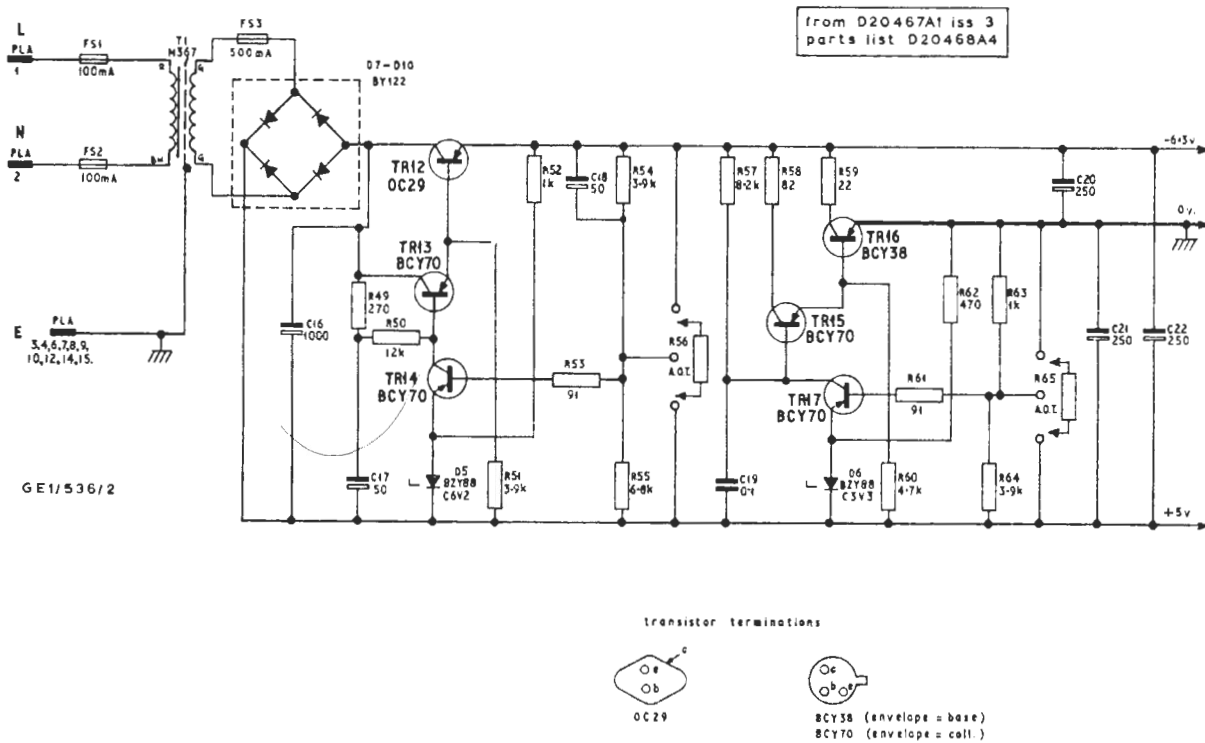 from D20467A1 iss 3
parts list D20468A4
L
PLA
1
FS1
100mA
T1
M367
R
G
FS3
500mA
D7-D10
BY122
N
PLA
2
FS2
100mA
G
E
PLA
3,4,6,7,8,9,
10,12,14,15.
TR12
OC29
R52
1k
C18
50
R54
3·9k
R57
8·2k
R58
82
R59
22
C20
250
0v.
TR13
BCY70
TR16
BCY38
R49
270
R50
12k
C16
1000
R51
3·9k
R56
A.O.T.
TR15
BCY70
R62
470
R63
1k
C21
250
C22
250
TR14
BCY70
R53
91
R61
91
TR17
BCY70
R65
A.O.T.
C17
50
D5
BZY88
C6V2
R55
6·8k
C19
0·1
D6
BZY88
C3V3
R60
4·7k
R64
3·9k
+5v
GE1/536/2
transistor terminations
c
e
b
OC29
c
b
e
BCY38 (envelope = base)
BCY70 (envelope = coll.)